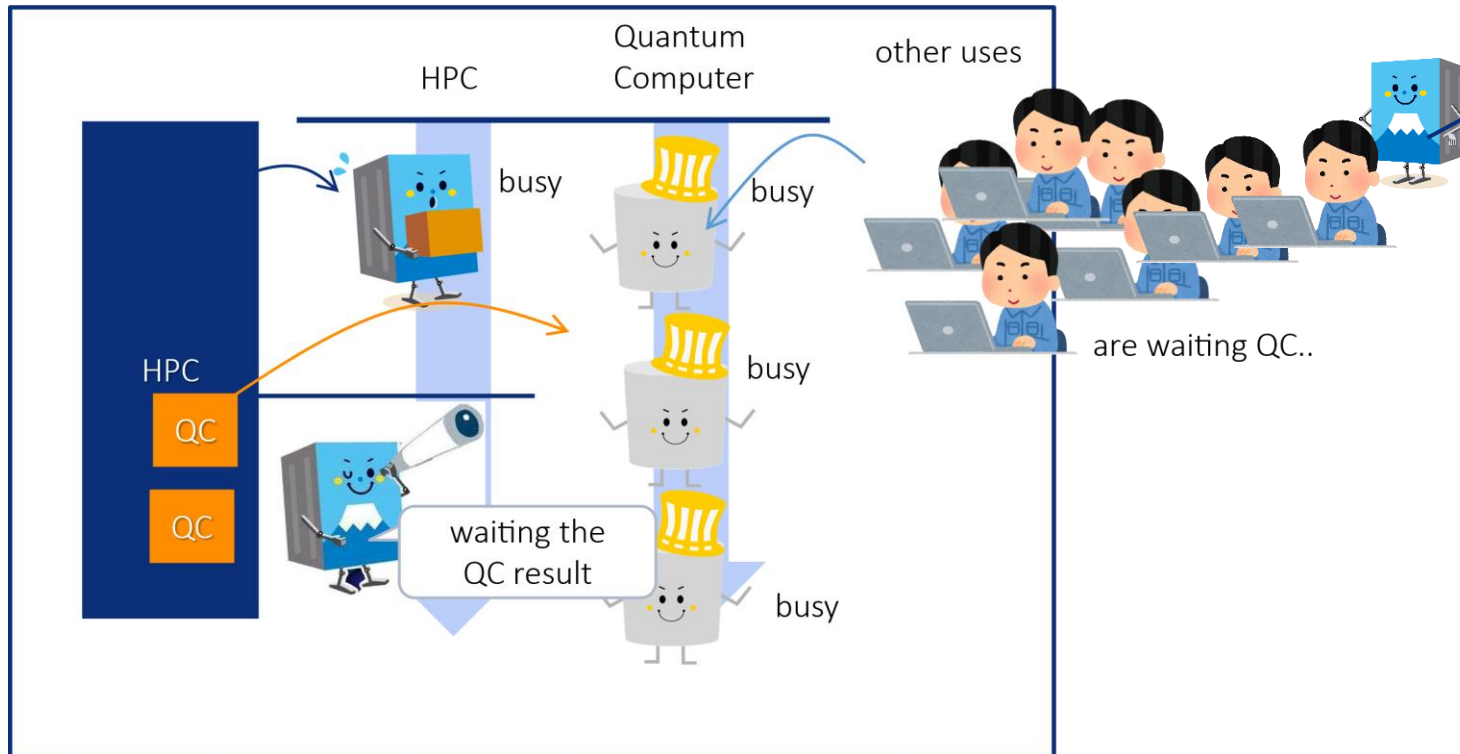 HPC
Quantum
Computer
other uses
busy
busy
are waiting QC..
HPC
busy
QC
QC
waiting the
QC result
busy